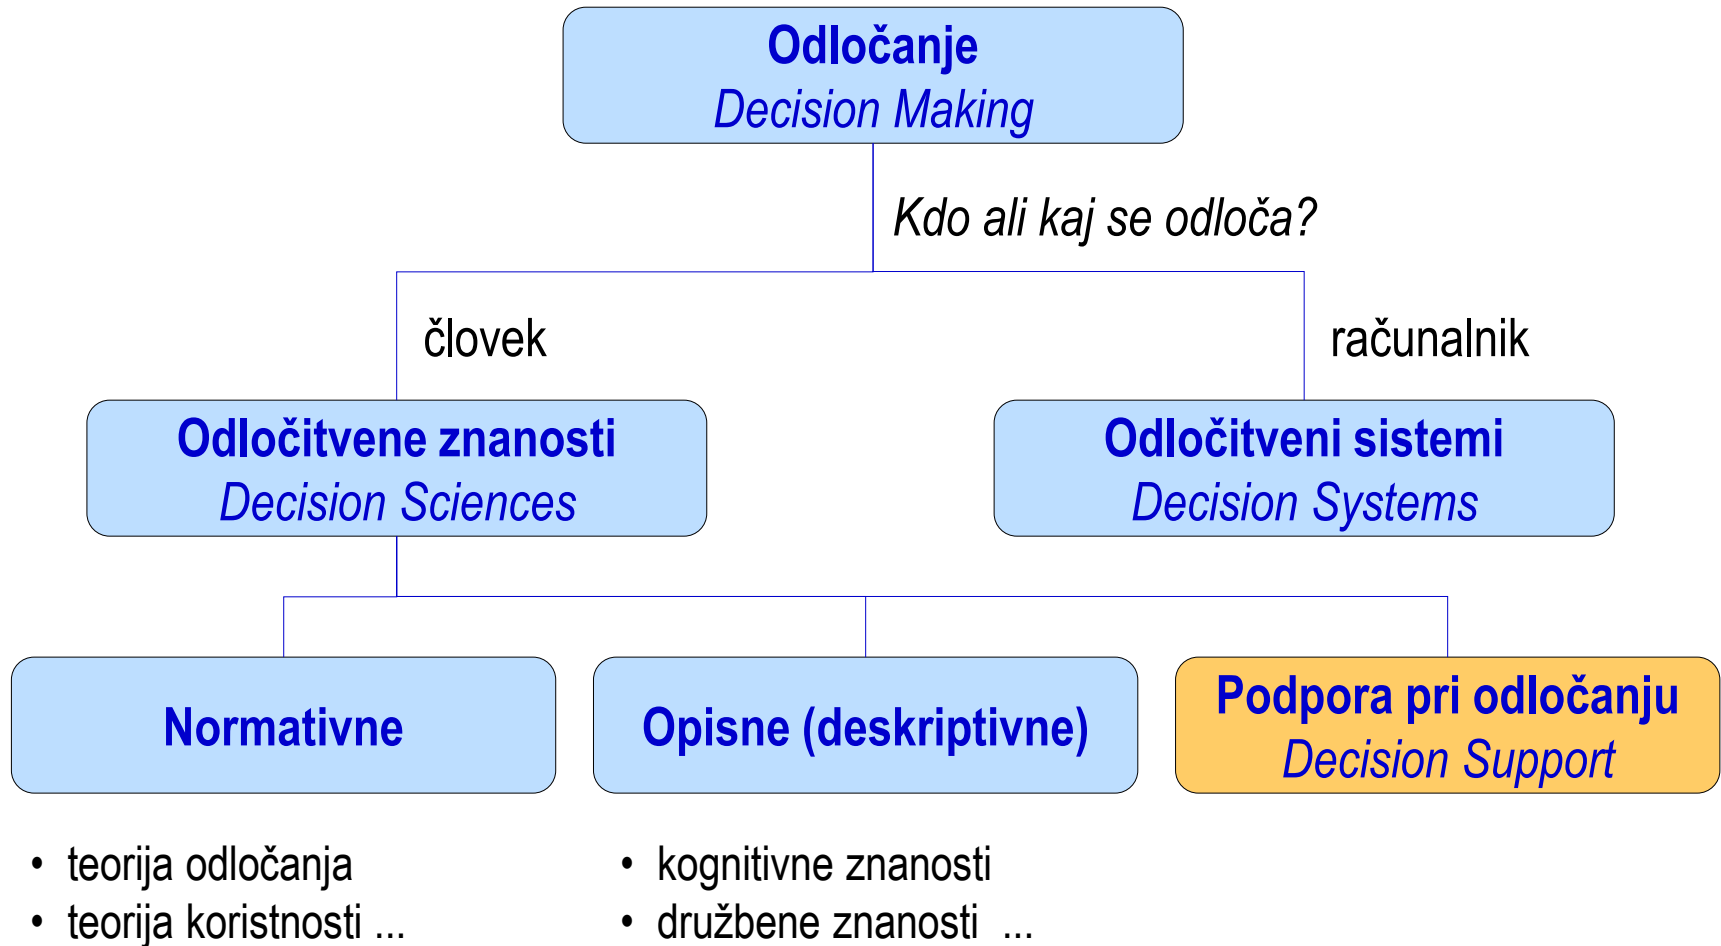 Odločanje
Decision Making
Kdo ali kaj se odloča?
človek
računalnik
Odločitvene znanosti
Decision Sciences
Odločitveni sistemi
Decision Systems
Normativne
Opisne (deskriptivne)
Podpora pri odločanju
Decision Support
• teorija odločanja
• teorija koristnosti ...
• kognitivne znanosti
• družbene znanosti ...